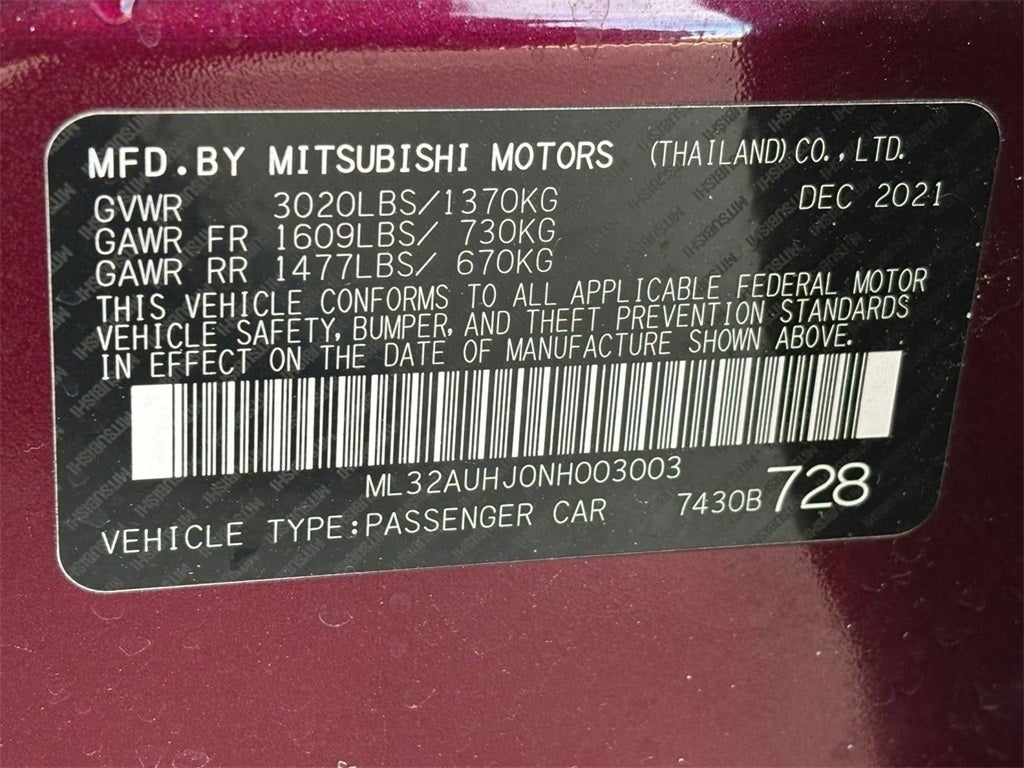 MFD.BY MITSUBISHI MOTORS (THAILAND)CO.,LTD.
GVWR 3020LBS/1370KG DEC 2021
GAWR FR 1609LBS/ 730KG
GAWR RR 1477LBS/ 670KG
THIS VEHICLE CONFORMS TO ALL APPLICABLE FEDERAL MOTOR
VEHICLE SAFETY, BUMPER, AND THEFT PREVENTION STANDARDS
IN EFFECT ON THE DATE OF MANUFACTURE SHOWN ABOVE.
ML32AUHJ0NH003003
VEHICLE TYPE:PASSENGER CAR 7430B 728